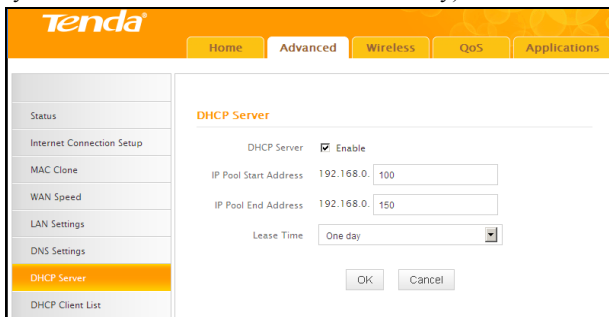 Tenda®
Home Advanced Wireless QoS Applications
Status
Internet Connection Setup
MAC Clone
WAN Speed
LAN Settings
DNS Settings
DHCP Server
DHCP Client List
DHCP Server
DHCP Server Enable
IP Pool Start Address 192.168.0. 100
IP Pool End Address 192.168.0. 150
Lease Time One day
OK Cancel